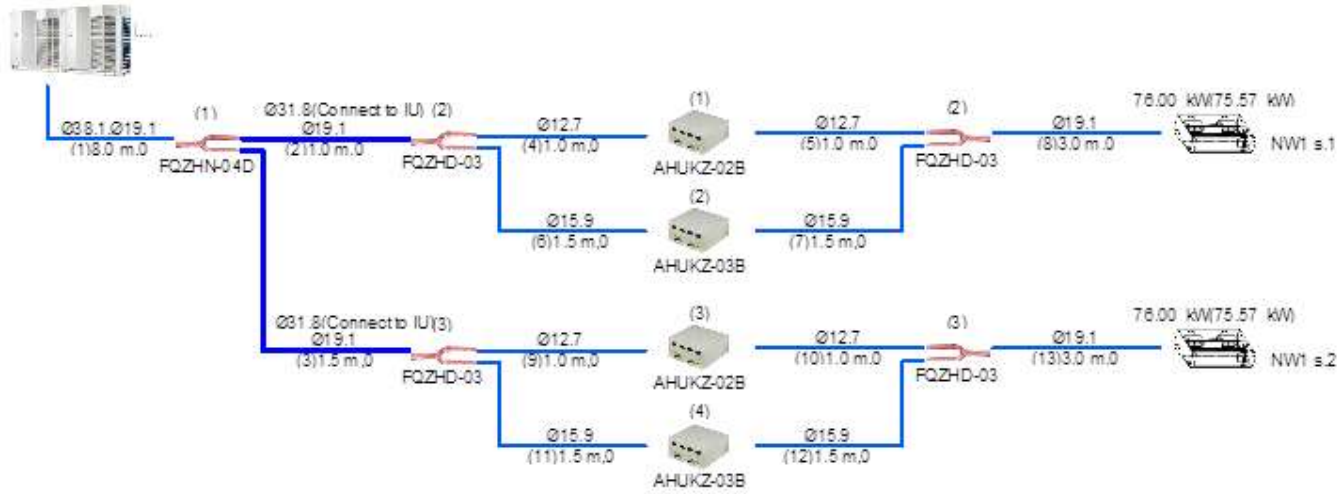 (1)
Ø38.1.Ø19.1
(1)8.0 m.0
FQZHN-04D
Ø31.8(Connect to IU) (2)
Ø19.1
(2)1.0 m,0
FQZHD-03
Ø12.7
(4)1.0 m,0
(1)
AHUKZ-02B
Ø12.7
(5)1.0 m.0
(2)
FQZHD-03
Ø19.1
(8)3.0 m.0
76.00 kW(75.57 kW)
NW1 s.1
Ø15.9
(6)1.5 m,0
(2)
AHUKZ-03B
Ø15.9
(7)1.5 m,0
Ø31.8(Connect to IU)(3)
Ø19.1
(3)1.5 m,0
FQZHD-03
Ø12.7
(9)1.0 m,0
(3)
AHUKZ-02B
Ø12.7
(10)1.0 m.0
(3)
FQZHD-03
Ø19.1
(13)3.0 m.0
76.00 kW(75.57 kW)
NW1 s.2
Ø15.9
(11)1.5 m,0
(4)
AHUKZ-03B
Ø15.9
(12)1.5 m,0